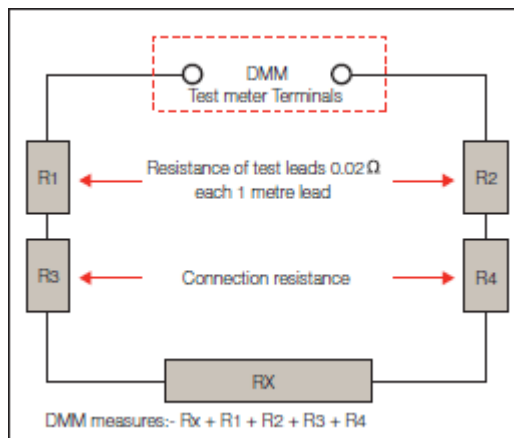 DMM
Test meter Terminals
R1
Resistance of test leads 0.02 Ω
each 1 metre lead
R2
R3
Connection resistance
R4
RX
DMM measures:- Rx + R1 + R2 + R3 + R4